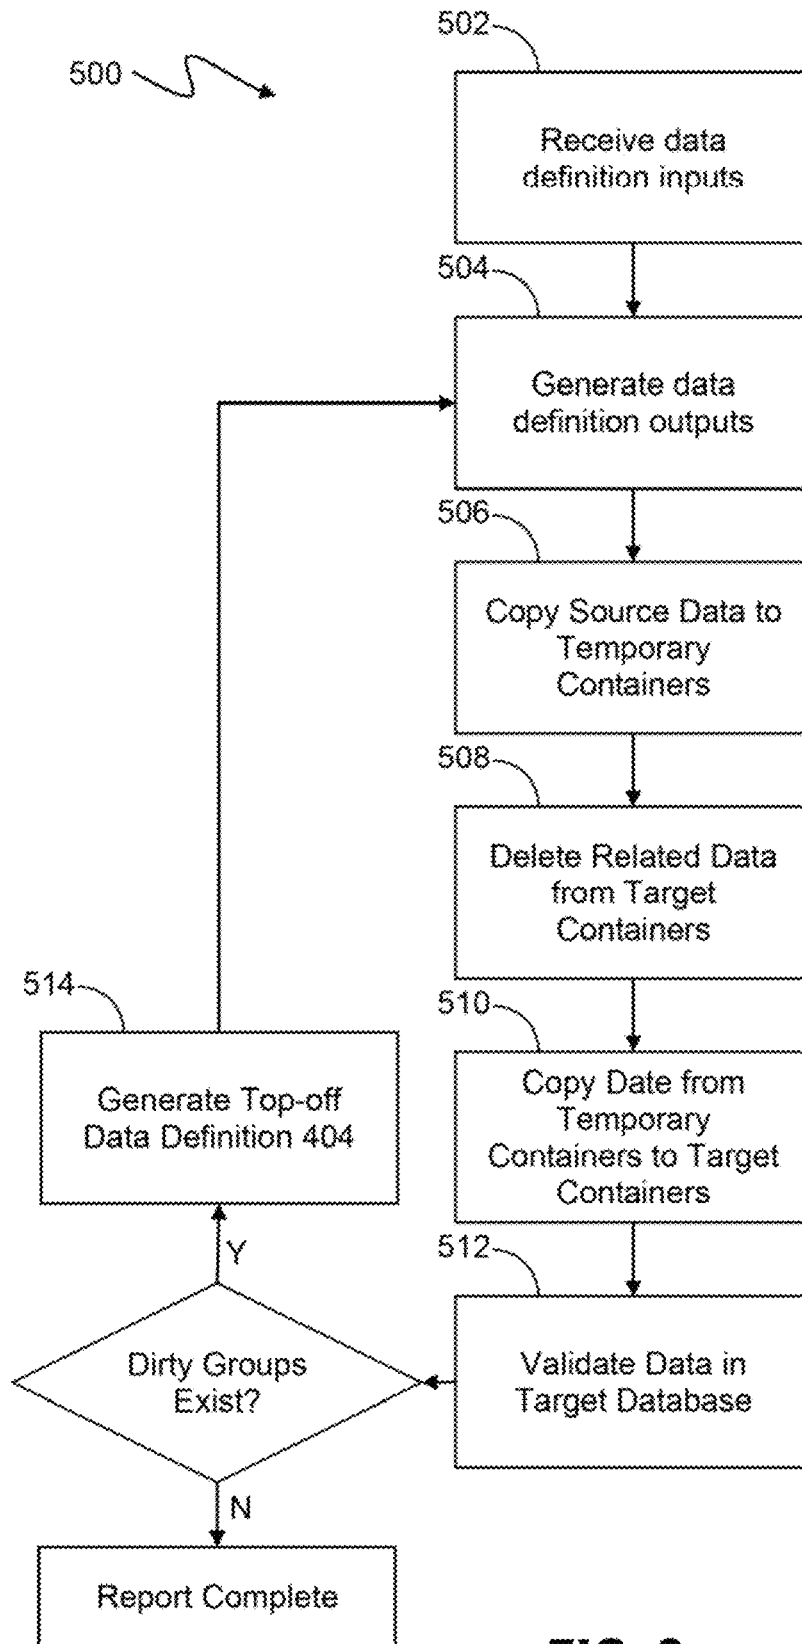 500
502
Receive data
definition inputs
504
Generate data
definition outputs
506
Copy Source Data to
Temporary
Containers
508
Delete Related Data
from Target
Containers
510
Copy Date from
Temporary
Containers to Target
Containers
512
Validate Data in
Target Database
Dirty Groups
Exist?
Y
514
Generate Top-off
Data Definition 404
N
Report Complete